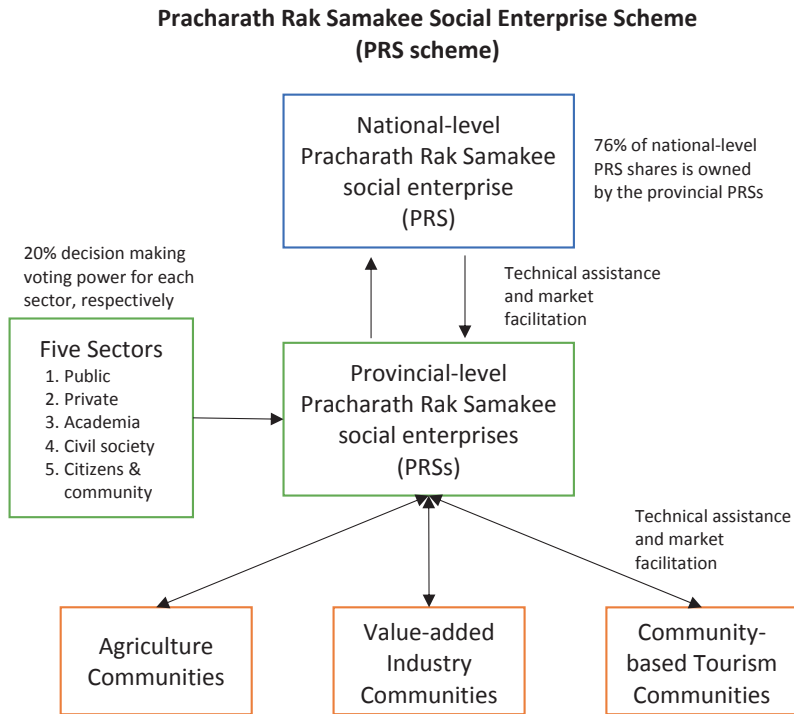 Pracharath Rak Samakee Social Enterprise Scheme
(PRS scheme)
National-level
Pracharath Rak Samakee
social enterprise
(PRS)
76% of national-level
PRS shares is owned
by the provincial PRSs
20% decision making
voting power for each
sector, respectively
Technical assistance
and market
facilitation
Five Sectors
1. Public
2. Private
3. Academia
4. Civil society
5. Citizens &
community
Provincial-level
Pracharath Rak Samakee
social enterprises
(PRSs)
Technical assistance
and market
facilitation
Agriculture
Communities
Value-added
Industry
Communities
Community-
based Tourism
Communities